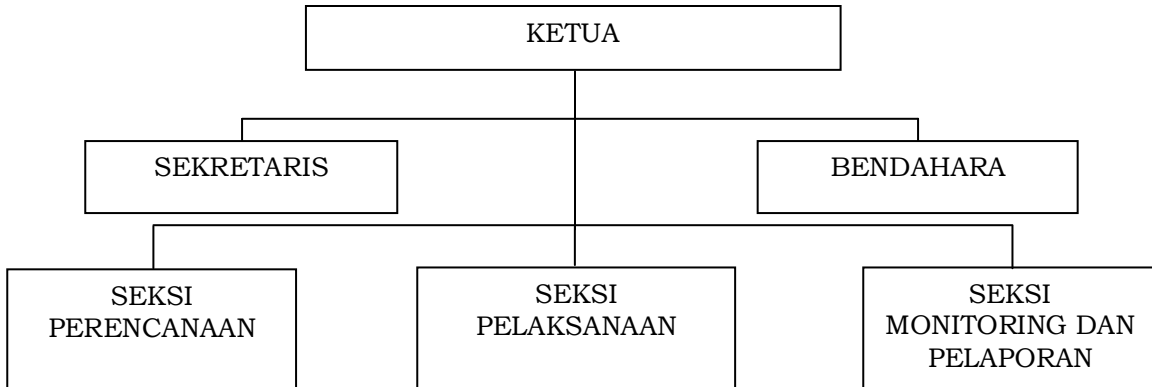 KETUA
SEKRETARIS
BENDAHARA
SEKSI
PERENCANAAN
SEKSI
PELAKSANAAN
SEKSI
MONITORING DAN
PELAPORAN